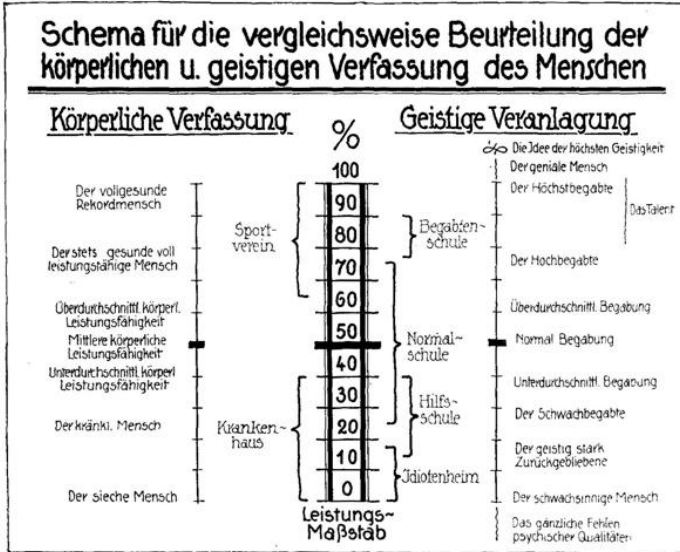 Schema für die vergleichsweise Beurteilung der
körperlichen u. geistigen Verfassung des Menschen
Körperliche Verfassung
Der vollgesunde
Rekordmensch
Der stets gesunde voll
leistungsfähige Mensch
Überdurchschnittl. körperl.
Leistungsfähigkeit
Mittlere körperliche
Leistungsfähigkeit
Unterdurchschnittl. körperl
Leistungsfähigkeit
Der kränkl. Mensch
Der sieche Mensch
Sport-
verein
Kranken-
haus
%
100
90
80
70
60
50
40
30
20
10
0
Leistungs-
Maßstab
Geistige Veranlagung
Begabten-
schule
Normal-
schule
Hilfs-
schule
Idiotenheim
Die Idee der höchsten Geistigkeit
Der geniale Mensch
Der Höchstbegabte
Das Talent
Der Hochbegabte
Überdurchschnittl. Begabung
Normal Begabung
Unterdurchschnittl. Begabung
Der Schwachbegabte
Der geistig stark
Zurückgebliebene
Der schwachsinnige Mensch
Das gänzliche Fehlen
psychischer Qualitäten